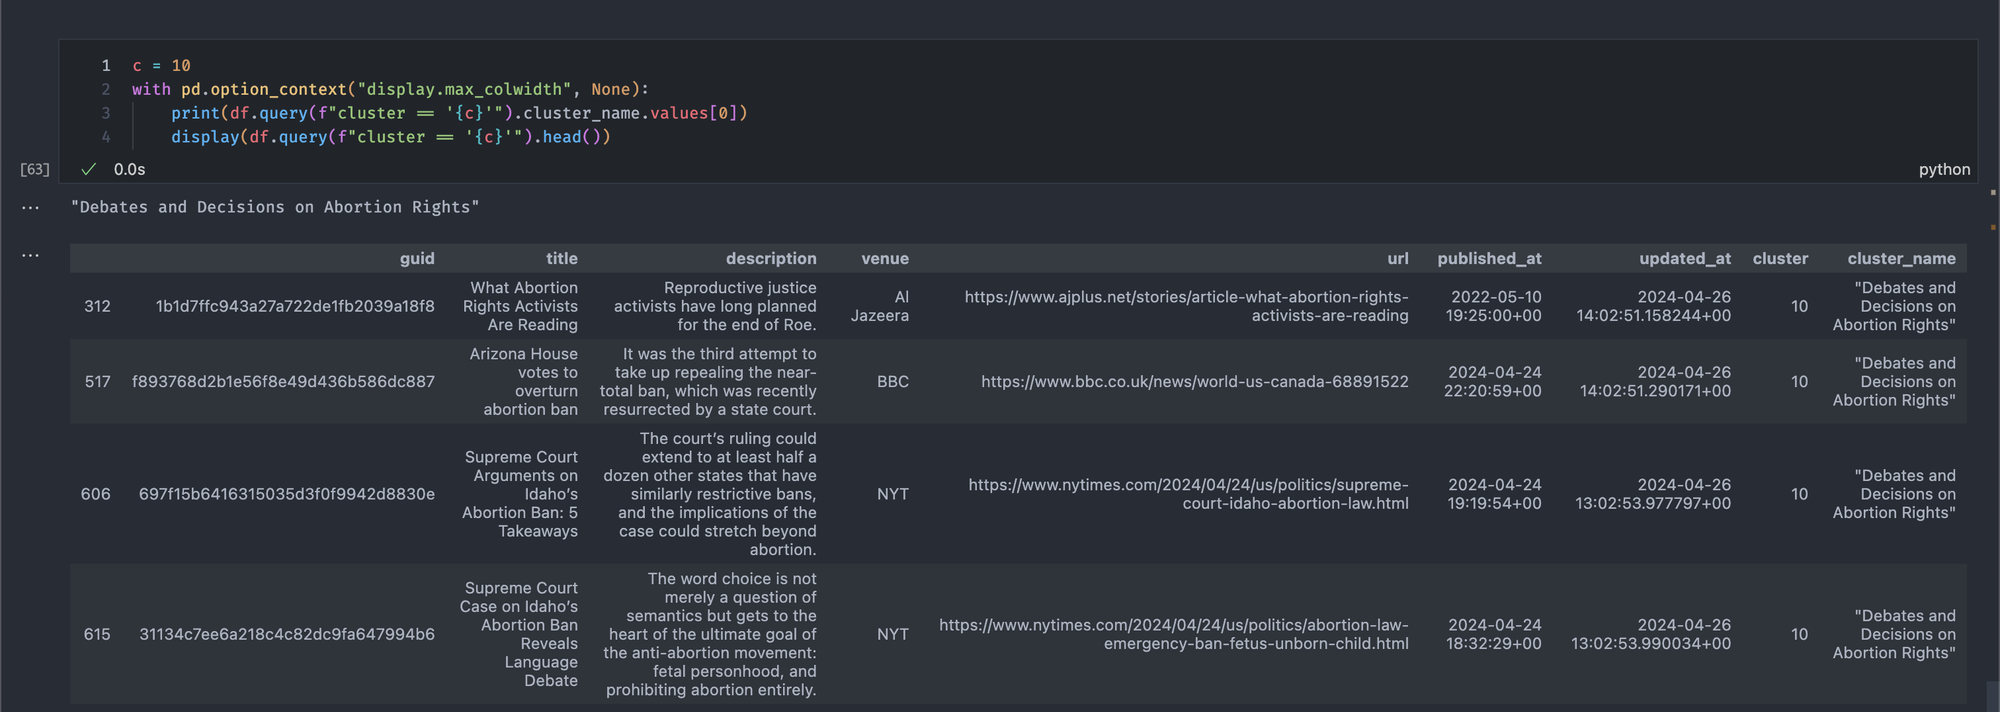 1 c = 10
2 with pd.option_context("display.max_colwidth", None):
3 print(df.query(f"cluster == '{c}'").cluster_name.values[0])
4 display(df.query(f"cluster == '{c}'").head())
[63] ✓ 0.0s python
... "Debates and Decisions on Abortion Rights"
...
guid title description venue url published_at updated_at cluster cluster_name
312
1b1d7ffc943a27a722de1fb2039a18f8
What Abortion
Rights Activists
Are Reading
Reproductive justice
activists have long planned
for the end of Roe.
Al
Jazeera
https://www.ajplus.net/stories/article-what-abortion-rights-
activists-are-reading
2022-05-10
19:25:00+00
2024-04-26
14:02:51.158244+00
10
"Debates and
Decisions on
Abortion Rights"
517
f893768d2b1e56f8e49d436b586dc887
Arizona House
votes to
overturn
abortion ban
It was the third attempt to
take up repealing the near-
total ban, which was recently
resurrected by a state court.
BBC
https://www.bbc.co.uk/news/world-us-canada-68891522
2024-04-24
22:20:59+00
2024-04-26
14:02:51.290171+00
10
"Debates and
Decisions on
Abortion Rights"
606
697f15b6416315035d3f0f9942d8830e
Supreme Court
Arguments on
Idaho’s
Abortion Ban: 5
Takeaways
The court’s ruling could
extend to at least half a
dozen other states that have
similarly restrictive bans,
and the implications of the
case could stretch beyond
abortion.
NYT
https://www.nytimes.com/2024/04/24/us/politics/supreme-
court-idaho-abortion-law.html
2024-04-24
19:19:54+00
2024-04-26
13:02:53.977797+00
10
"Debates and
Decisions on
Abortion Rights"
615
31134c7ee6a218c4c82dc9fa647994b6
Supreme Court
Case on Idaho’s
Abortion Ban
Reveals
Language
Debate
The word choice is not
merely a question of
semantics but gets to the
heart of the ultimate goal of
the anti-abortion movement:
fetal personhood, and
prohibiting abortion entirely.
NYT
https://www.nytimes.com/2024/04/24/us/politics/abortion-law-
emergency-ban-fetus-unborn-child.html
2024-04-24
18:32:29+00
2024-04-26
13:02:53.990034+00
10
"Debates and
Decisions on
Abortion Rights"